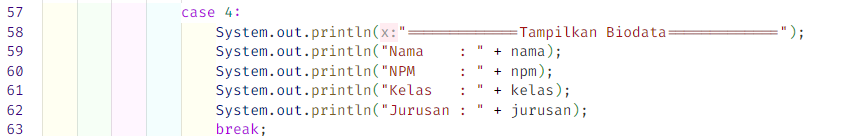 57 case 4:
58 System.out.println(x:"=============Tampilkan Biodata=============");
59 System.out.println("Nama    : " + nama);
60 System.out.println("NPM     : " + npm);
61 System.out.println("Kelas   : " + kelas);
62 System.out.println("Jurusan : " + jurusan);
63 break;